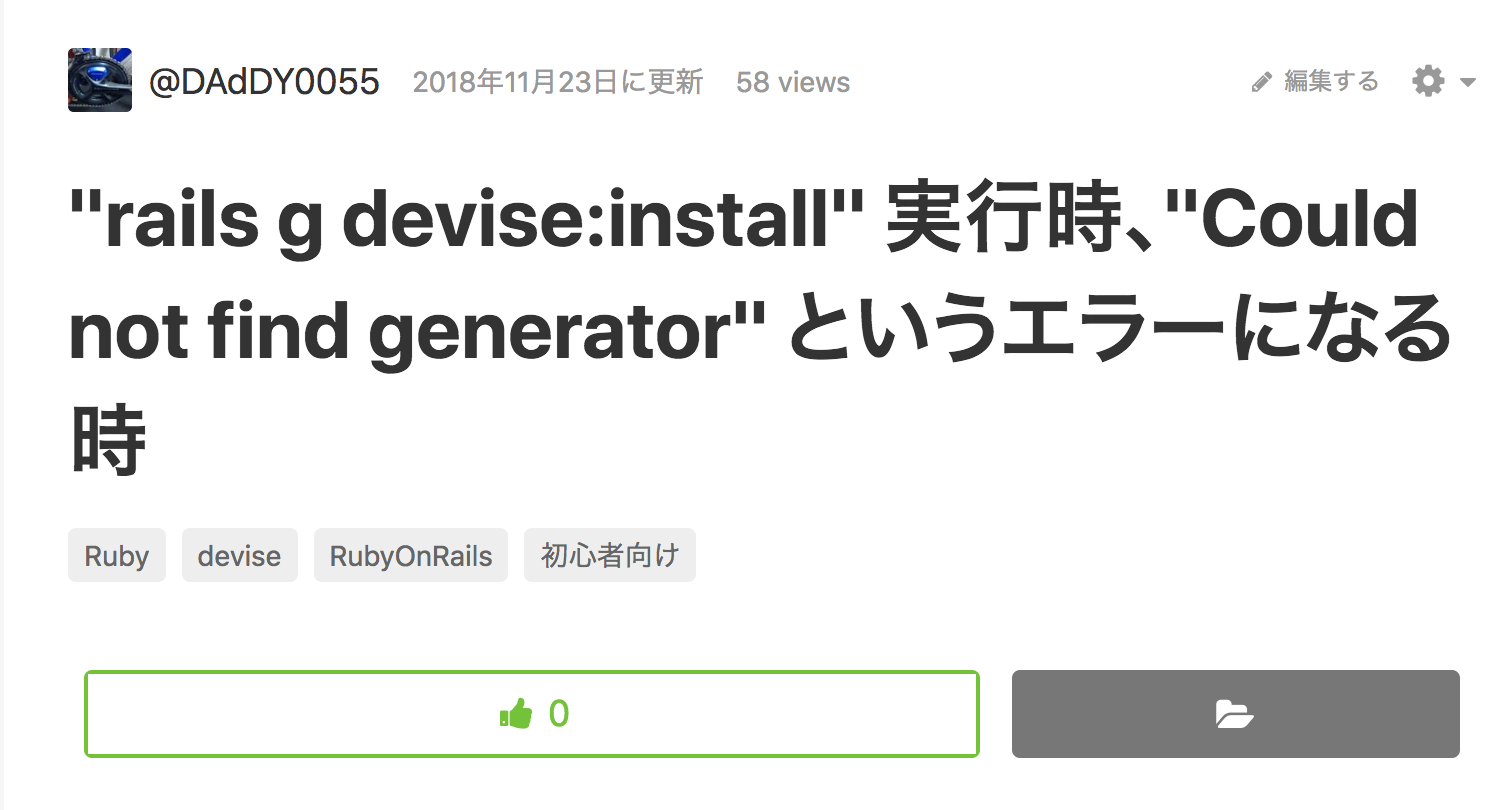 @DAdDY0055 2018年11月23日に更新 58 views 編集する
"rails g devise:install" 実行時、"Could
not find generator" というエラーになる
時
Ruby devise RubyOnRails 初心者向け
0